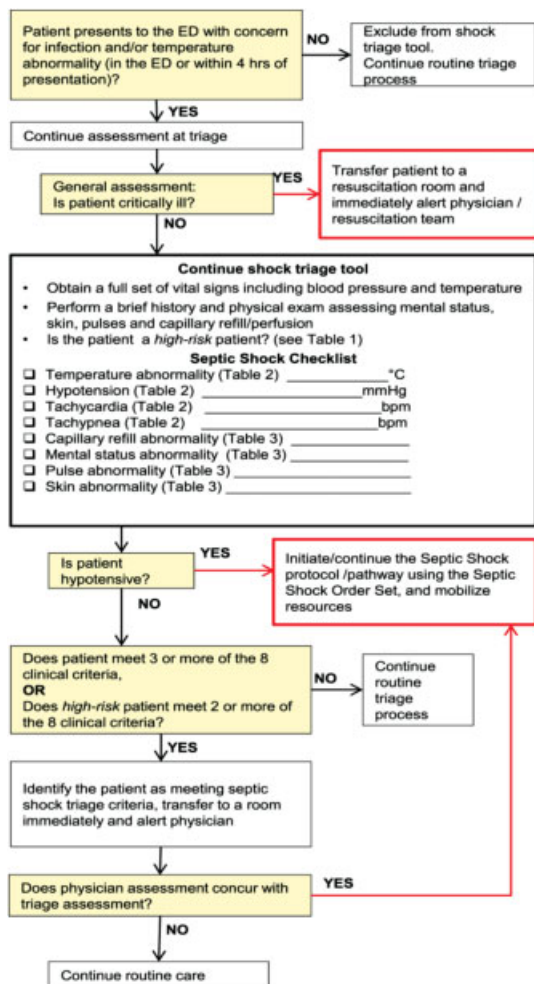 Patient presents to the ED with concern
for infection and/or temperature
abnormality (in the ED or within 4 hrs of
presentation)?
NO
Exclude from shock
triage tool.
Continue routine triage
process
YES
Continue assessment at triage
General assessment:
Is patient critically ill?
YES
Transfer patient to a
resuscitation room and
immediately alert physician /
resuscitation team
NO
Continue shock triage tool
• Obtain a full set of vital signs including blood pressure and temperature
• Perform a brief history and physical exam assessing mental status,
skin, pulses and capillary refill/perfusion
• Is the patient a high-risk patient? (see Table 1)
Septic Shock Checklist
❑ Temperature abnormality (Table 2) ______________°C
❑ Hypotension (Table 2) ______________________mmHg
❑ Tachycardia (Table 2) ______________________bpm
❑ Tachypnea (Table 2) ______________________bpm
❑ Capillary refill abnormality (Table 3) ________________
❑ Mental status abnormality (Table 3) ________________
❑ Pulse abnormality (Table 3) ______________________
❑ Skin abnormality (Table 3) ______________________
Is patient
hypotensive?
YES
Initiate/continue the Septic Shock
protocol /pathway using the Septic
Shock Order Set, and mobilize
resources
NO
Does patient meet 3 or more of the 8
clinical criteria,
OR
Does high-risk patient meet 2 or more of
the 8 clinical criteria?
NO
Continue
routine
triage
process
YES
Identify the patient as meeting septic
shock triage criteria, transfer to a room
immediately and alert physician
Does physician assessment concur with
triage assessment?
YES
NO
Continue routine care